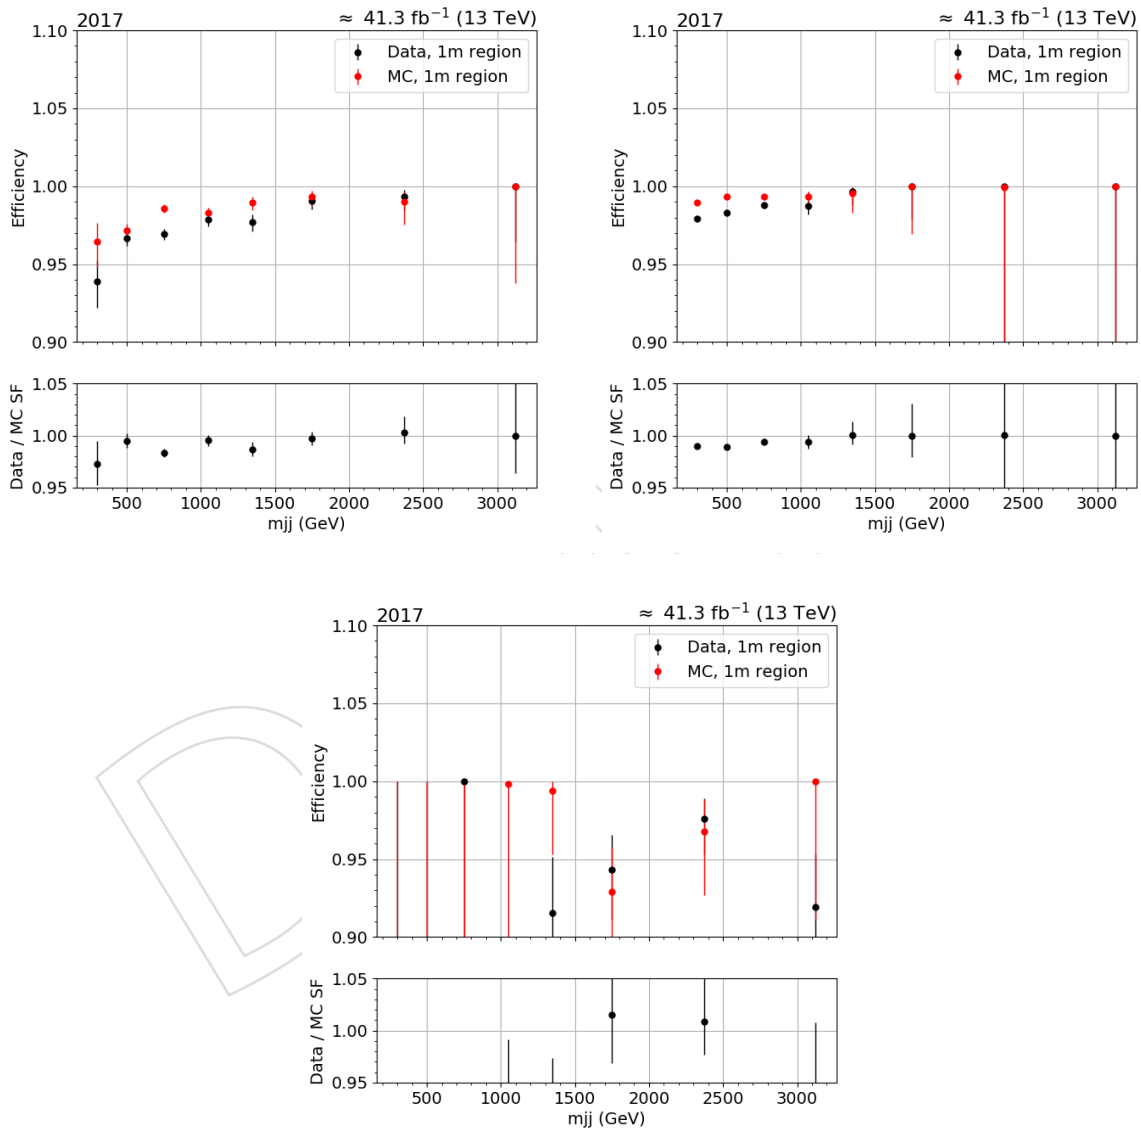 2017 ≈ 41.3 fb⁻¹ (13 TeV)
1.10
Data, 1m region
MC, 1m region
1.05
1.00
0.95
0.90
Efficiency
1.05
1.00
0.95
Data / MC SF
500 1000 1500 2000 2500 3000
mjj (GeV)
2017 ≈ 41.3 fb⁻¹ (13 TeV)
1.10
Data, 1m region
MC, 1m region
1.05
1.00
0.95
0.90
Efficiency
1.05
1.00
0.95
Data / MC SF
500 1000 1500 2000 2500 3000
mjj (GeV)
2017 ≈ 41.3 fb⁻¹ (13 TeV)
1.10
Data, 1m region
MC, 1m region
1.05
1.00
0.95
0.90
Efficiency
1.05
1.00
0.95
Data / MC SF
500 1000 1500 2000 2500 3000
mjj (GeV)